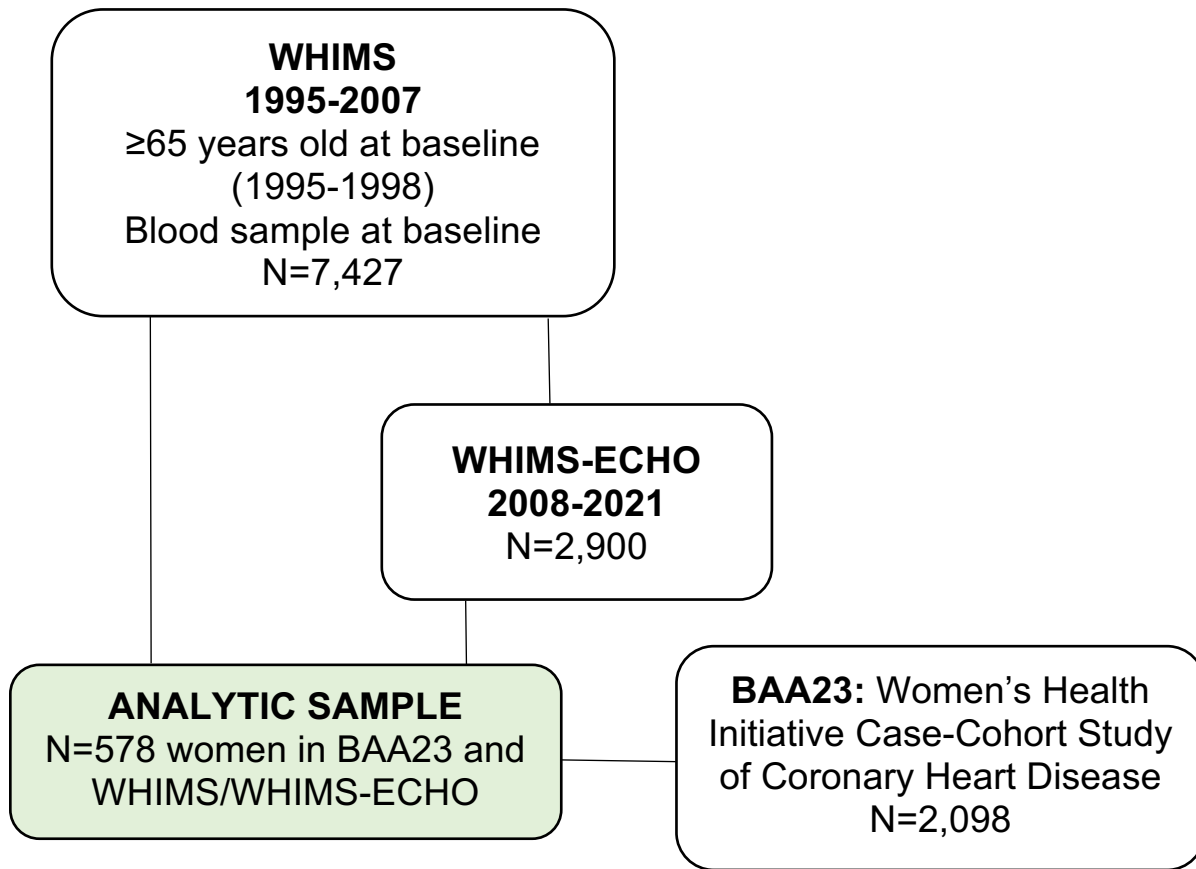 WHIMS
1995-2007
≥65 years old at baseline
(1995-1998)
Blood sample at baseline
N=7,427
WHIMS-ECHO
2008-2021
N=2,900
ANALYTIC SAMPLE
N=578 women in BAA23 and
WHIMS/WHIMS-ECHO
BAA23: Women’s Health
Initiative Case-Cohort Study
of Coronary Heart Disease
N=2,098